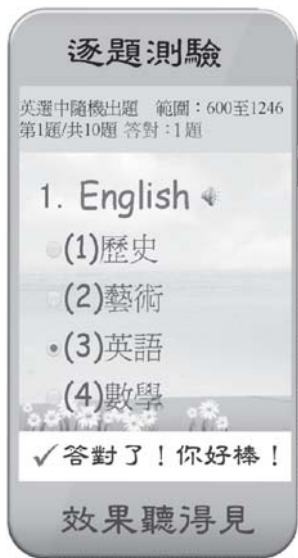 逐題測驗
英選中隨機出題 範圍：600至1246
第1題/共10題 答對：1題
1. English
(1)歷史
(2)藝術
(3)英語
(4)數學
✓答對了！你好棒！
效果聽得見